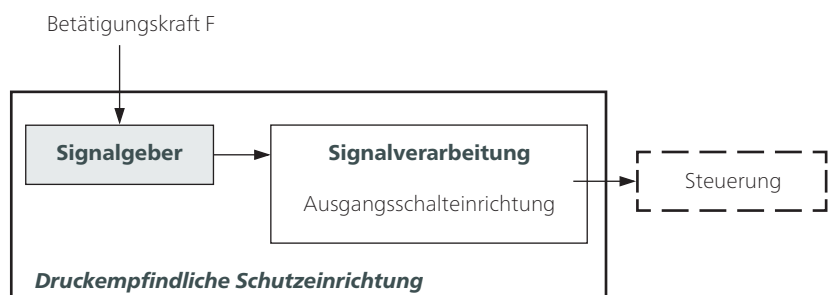 Betätigungskraft F
Signalgeber
Signalverarbeitung
Ausgangsschalteinrichtung
Steuerung
Druckempfindliche Schutzeinrichtung